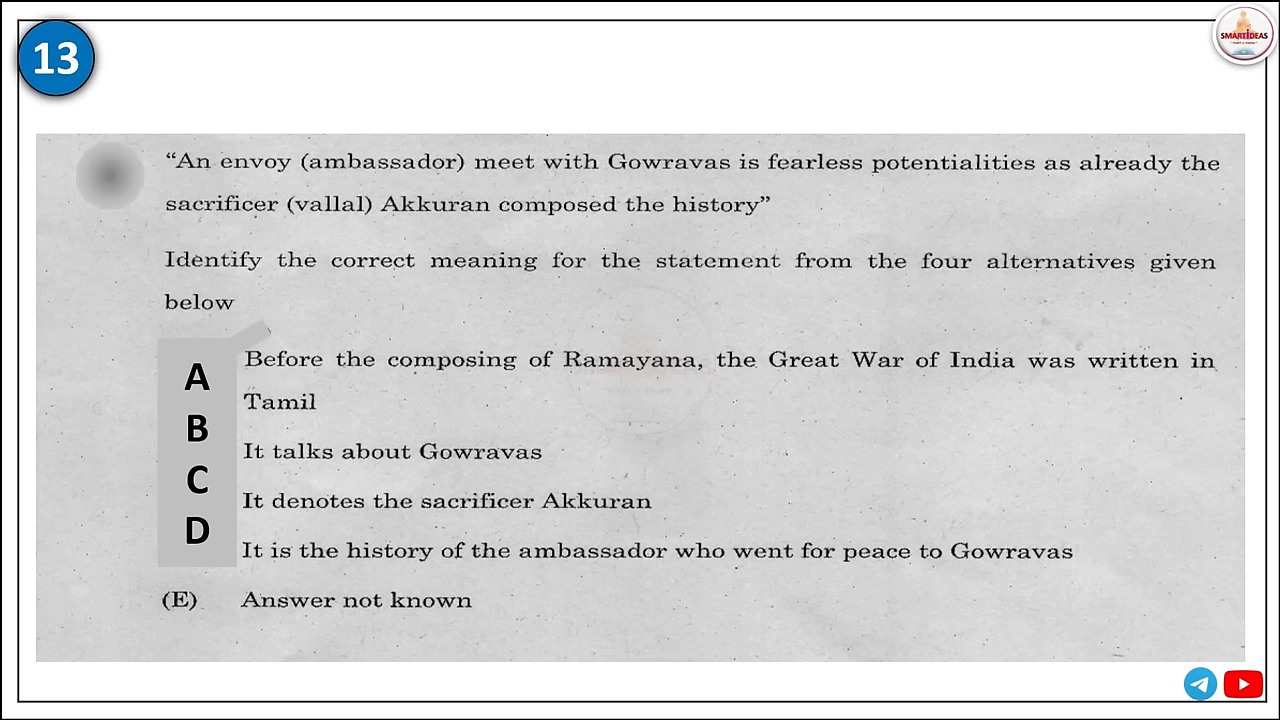 13
SMARTIDEAS
"An envoy (ambassador) meet with Gowravas is fearless potentialities as already the
sacrificer (vallal) Akkuran composed the history"
Identify the correct meaning for the statement from the four alternatives given
below
A Before the composing of Ramayana, the Great War of India was written in
Tamil
B It talks about Gowravas
C It denotes the sacrificer Akkuran
D It is the history of the ambassador who went for peace to Gowravas
(E) Answer not known